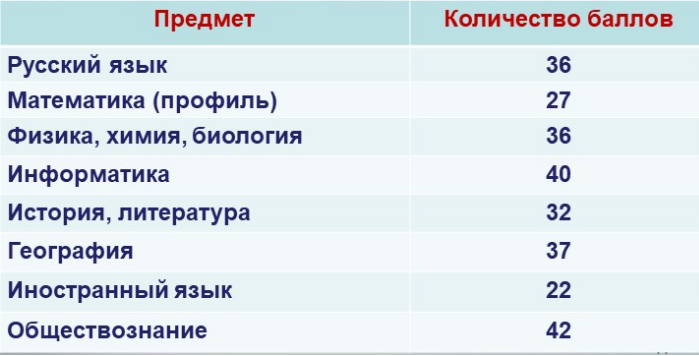 Предмет Количество баллов
Русский язык 36
Математика (профиль) 27
Физика, химия, биология 36
Информатика 40
История, литература 32
География 37
Иностранный язык 22
Обществознание 42